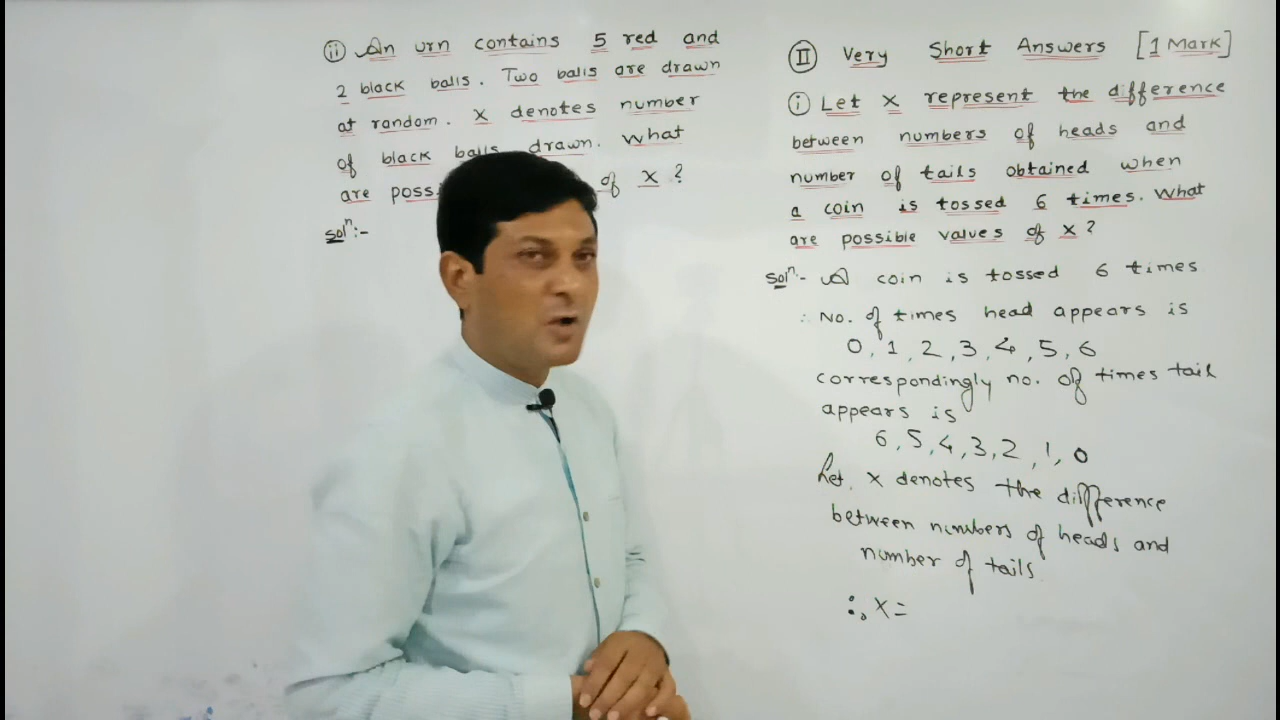 ii An urn contains 5 red and
2 black balls. Two balls are drawn
at random. X denotes number
of black balls drawn. What
are of X ?
Solⁿ:-
II Very Short Answers [1 Mark]
i Let X represent the difference
between numbers of heads and
number of tails obtained when
a coin is tossed 6 times. What
are possible values of X ?
Solⁿ:- A coin is tossed 6 times
∴ No. of times head appears is
0, 1, 2, 3, 4, 5, 6
correspondingly no. of times tail
appears is
6, 5, 4, 3, 2, 1, 0
Let, X denotes the difference
between numbers of heads and
number of tails
∴ X =